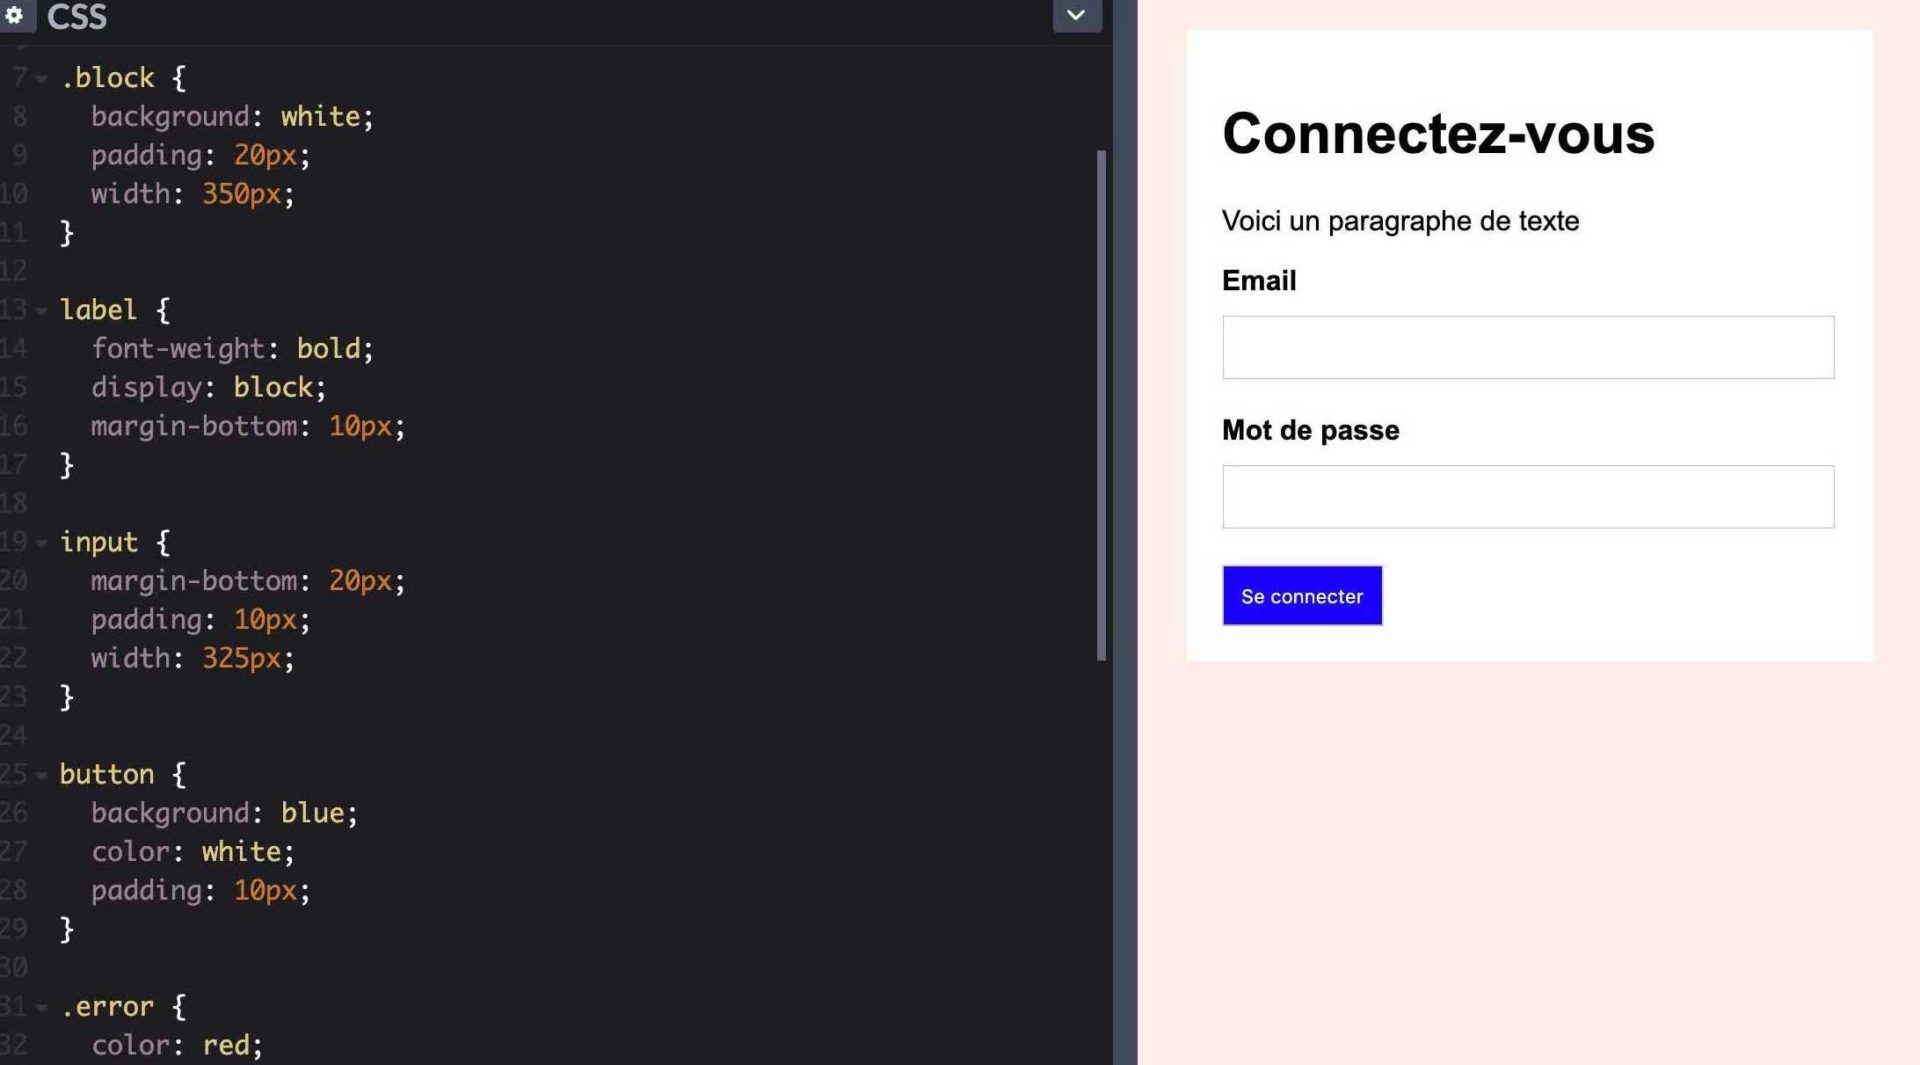 CSS
7 .block {
8 background: white;
9 padding: 20px;
10 width: 350px;
11 }
12
13 label {
14 font-weight: bold;
15 display: block;
16 margin-bottom: 10px;
17 }
18
19 input {
20 margin-bottom: 20px;
21 padding: 10px;
22 width: 325px;
23 }
24
25 button {
26 background: blue;
27 color: white;
28 padding: 10px;
29 }
30
31 .error {
32 color: red;
Connectez-vous
Voici un paragraphe de texte
Email
Mot de passe
Se connecter